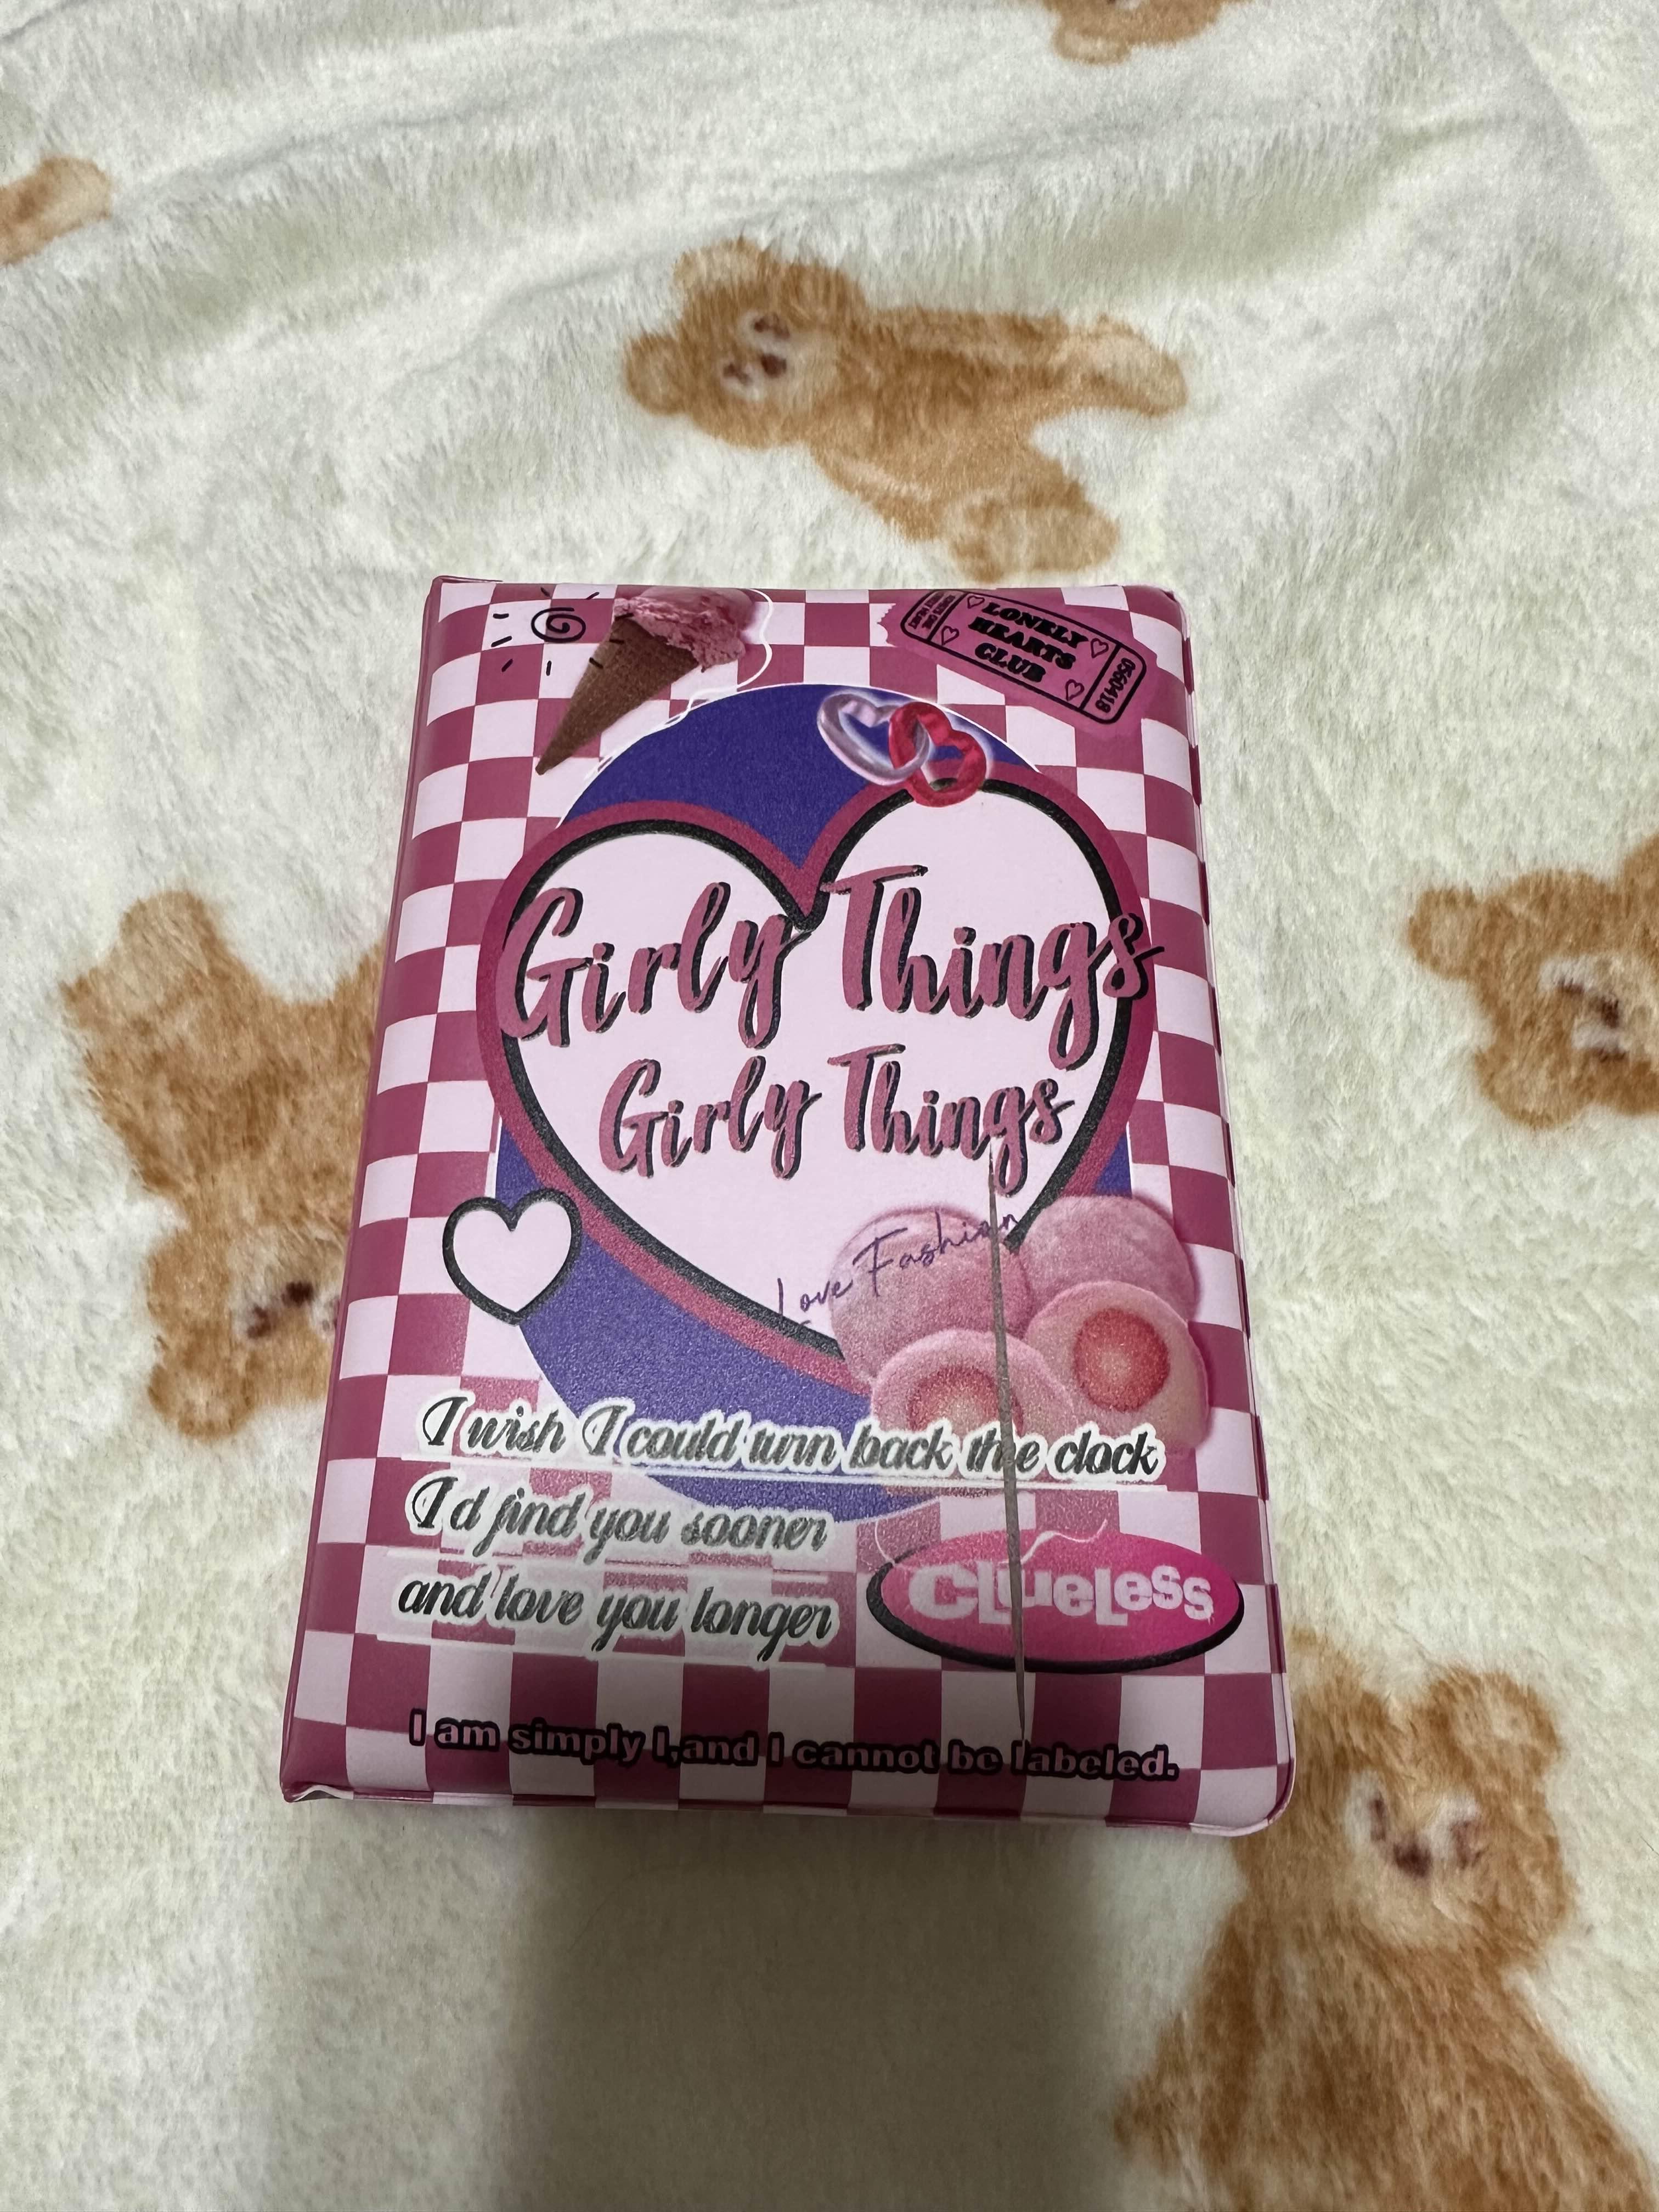 LONELY
HEARTS
CLUB
0560418
Girly Things
Girly Things
Love Fashion
I wish I could turn back the clock
I d find you sooner
and love you longer
CLueLess
I am simply I,and I cannot be labeled.